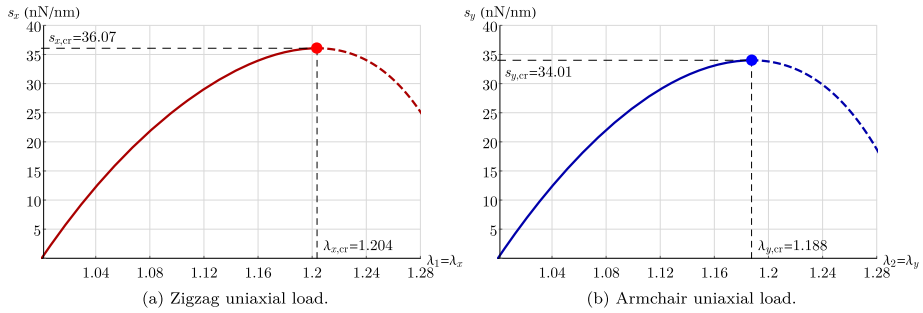 s_x (nN/nm)
40
s_x,cr=36.07
35
30
25
20
15
10
5
λ_x,cr=1.204
λ_1=λ_x
1.04 1.08 1.12 1.16 1.2 1.24 1.28
(a) Zigzag uniaxial load.
s_y (nN/nm)
40
35
s_y,cr=34.01
30
25
20
15
10
5
λ_y,cr=1.188
λ_2=λ_y
1.04 1.08 1.12 1.16 1.2 1.24 1.28
(b) Armchair uniaxial load.